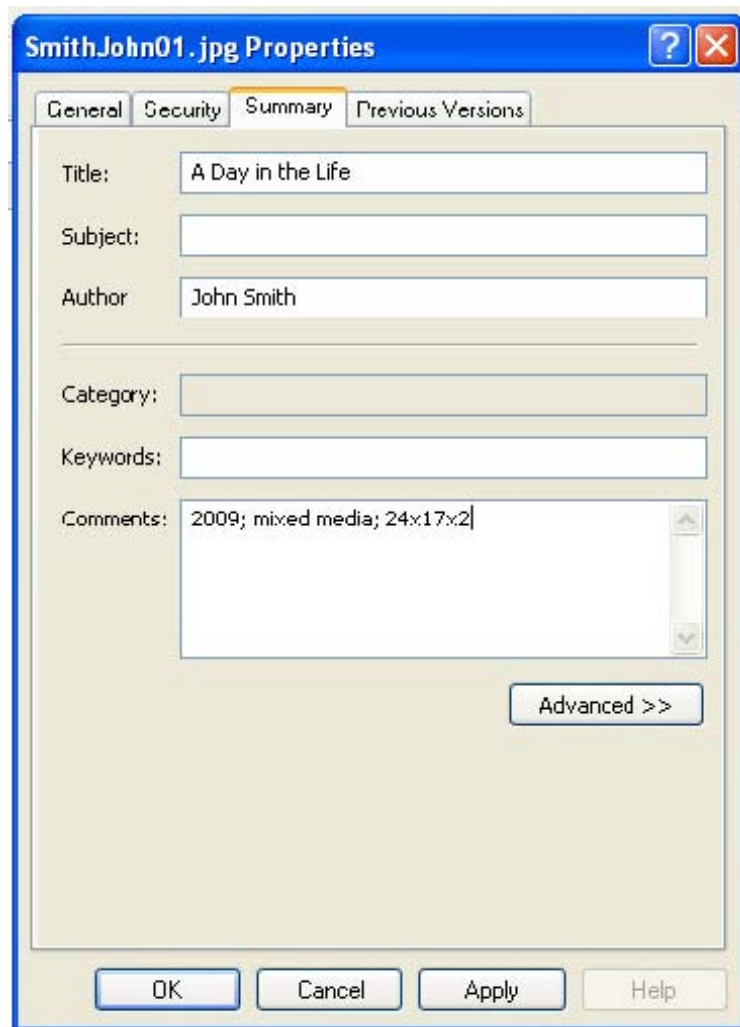 SmithJohn01.jpg Properties
General Security Summary Previous Versions
Title: A Day in the Life
Subject:
Author John Smith
Category:
Keywords:
Comments: 2009; mixed media; 24x17x2
Advanced >>
OK Cancel Apply Help